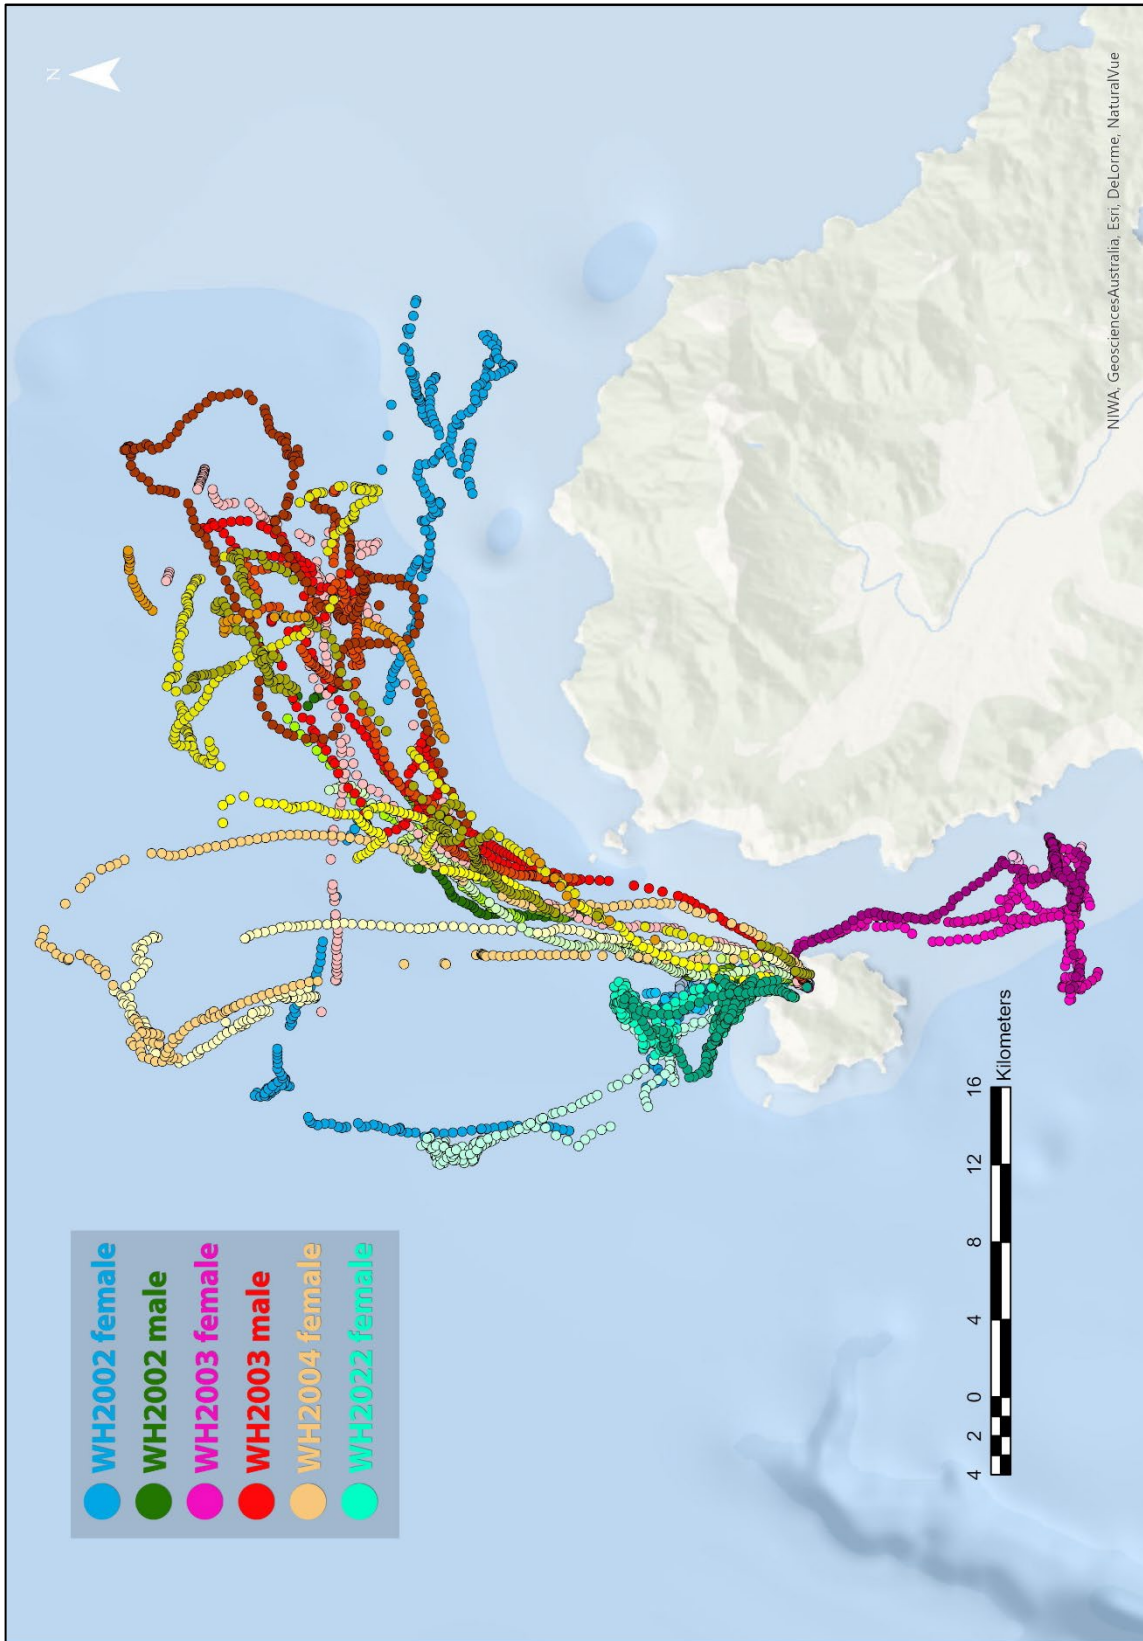 N
WH2002 female
WH2002 male
WH2003 female
WH2003 male
WH2004 female
WH2022 female
4 2 0 4 8 12 16
Kilometers
NIWA, GeosciencesAustralia, Esri, DeLorme, NaturalVue